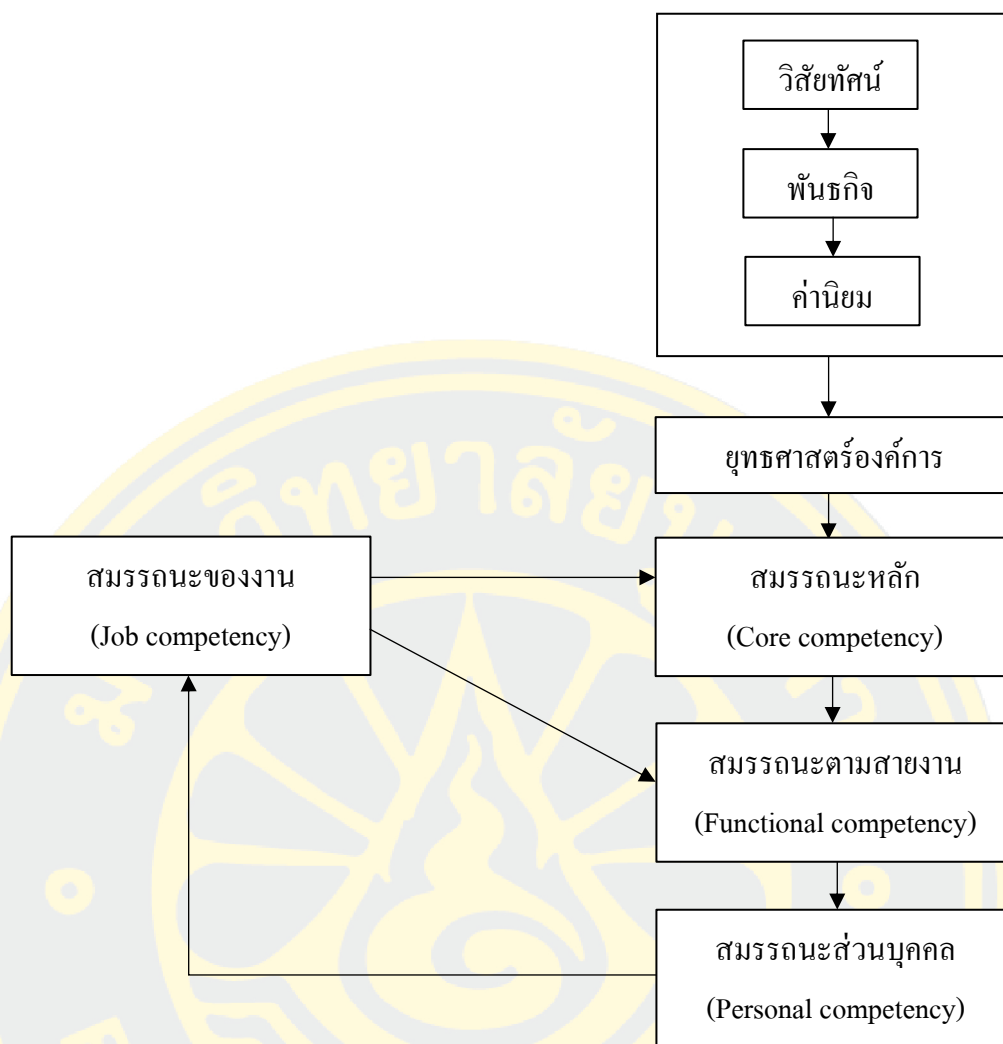 วิสัยทัศน์
พันธกิจ
ค่านิยม
ยุทธศาสตร์องค์การ
สมรรถนะของงาน
(Job competency)
สมรรถนะหลัก
(Core competency)
สมรรถนะตามสายงาน
(Functional competency)
สมรรถนะส่วนบุคคล
(Personal competency)